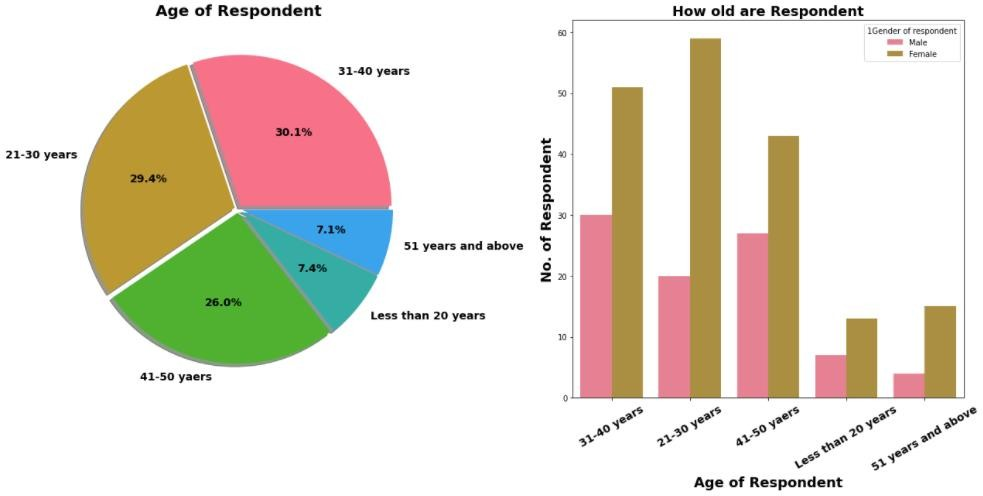 Age of Respondent
31-40 years
30.1%
21-30 years
29.4%
7.1%
51 years and above
7.4%
Less than 20 years
26.0%
41-50 yaers
How old are Respondent
1Gender of respondent
Male
Female
No. of Respondent
60
50
40
30
20
10
0
31-40 years
21-30 years
41-50 yaers
Less than 20 years
51 years and above
Age of Respondent